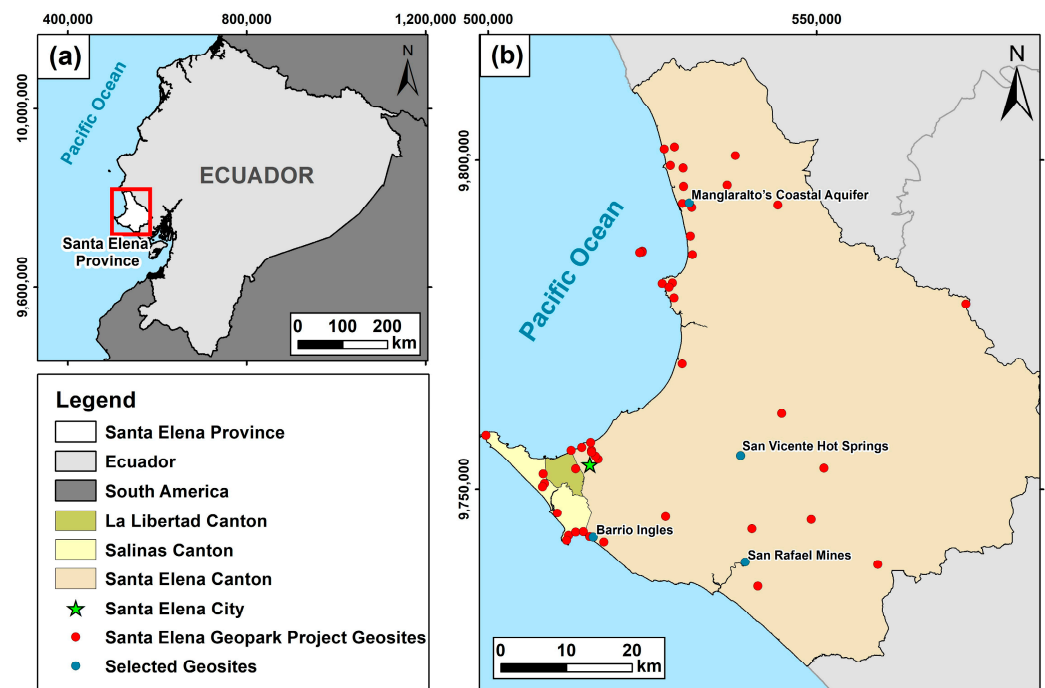 400,000
800,000
1,200,000
(a)
N
10,000,000
9,600,000
Pacific Ocean
ECUADOR
Santa Elena
Province
0 100 200
km
Legend
Santa Elena Province
Ecuador
South America
La Libertad Canton
Salinas Canton
Santa Elena Canton
Santa Elena City
Santa Elena Geopark Project Geosites
Selected Geosites
500,000
550,000
(b)
N
9,800,000
9,750,000
Pacific Ocean
Manglaralto's Coastal Aquifer
San Vicente Hot Springs
Barrio Ingles
San Rafael Mines
0 10 20
km